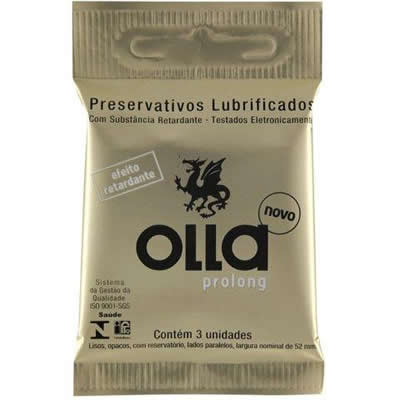 Preservativos Lubrificados
Com Substância Retardante - Testados Eletronicamente
efeito
retardante
novo
olla
prolong
Sistema
da Gestão da
Qualidade
ISO 9001-SGS
Saúde
N
Contém 3 unidades
Lisos, opacos, com reservatório, lados paralelos, largura nominal de 52 mm